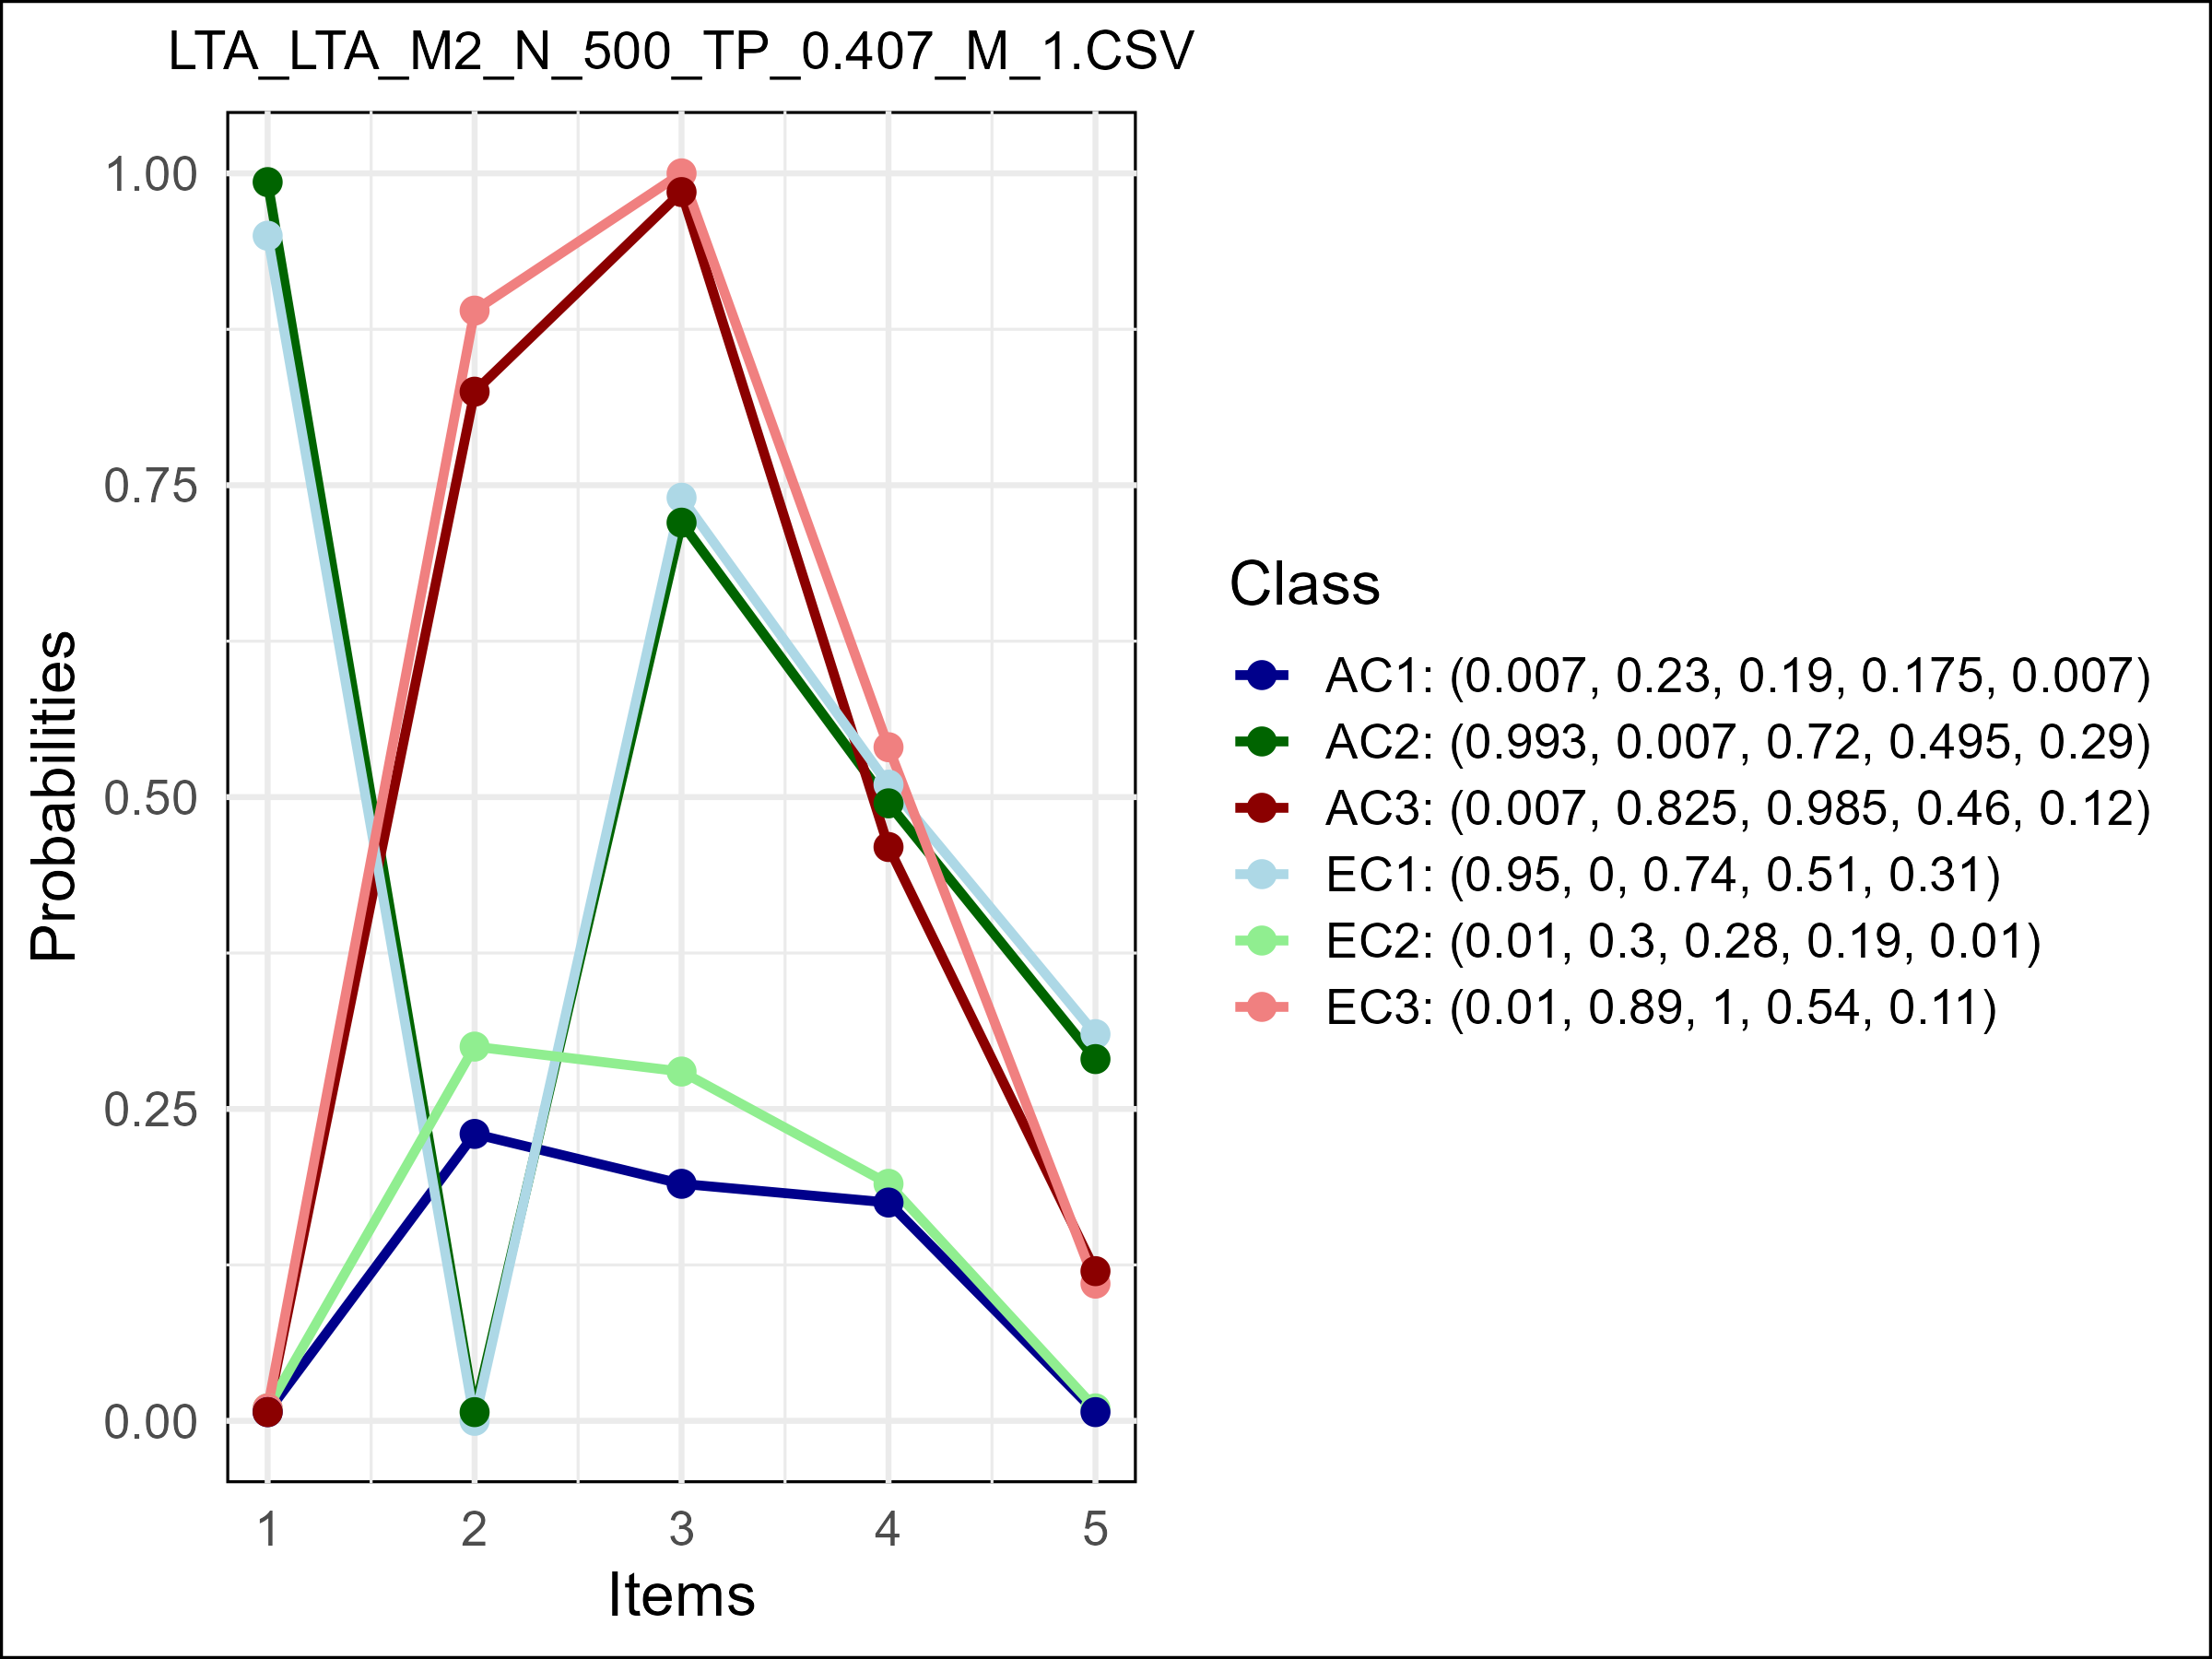 LTA_LTA_M2_N_500_TP_0.407_M_1.CSV
1.00
0.75
0.50
0.25
0.00
Probabilities
1 2 3 4 5
Items
Class
AC1: (0.007, 0.23, 0.19, 0.175, 0.007)
AC2: (0.993, 0.007, 0.72, 0.495, 0.29)
AC3: (0.007, 0.825, 0.985, 0.46, 0.12)
EC1: (0.95, 0, 0.74, 0.51, 0.31)
EC2: (0.01, 0.3, 0.28, 0.19, 0.01)
EC3: (0.01, 0.89, 1, 0.54, 0.11)